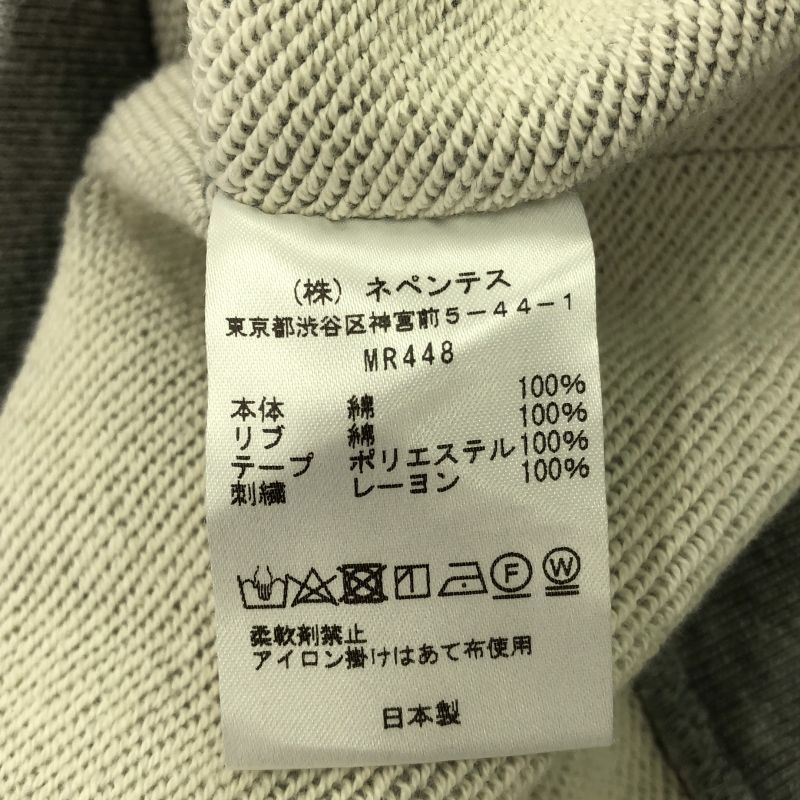 （株）ネペンテス
東京都渋谷区神宮前５－４４－１
MR448
本体 綿 100%
リブ 綿 100%
テープ ポリエステル 100%
刺繍 レーヨン 100%
F W
柔軟剤禁止
アイロン掛けはあて布使用
日本製